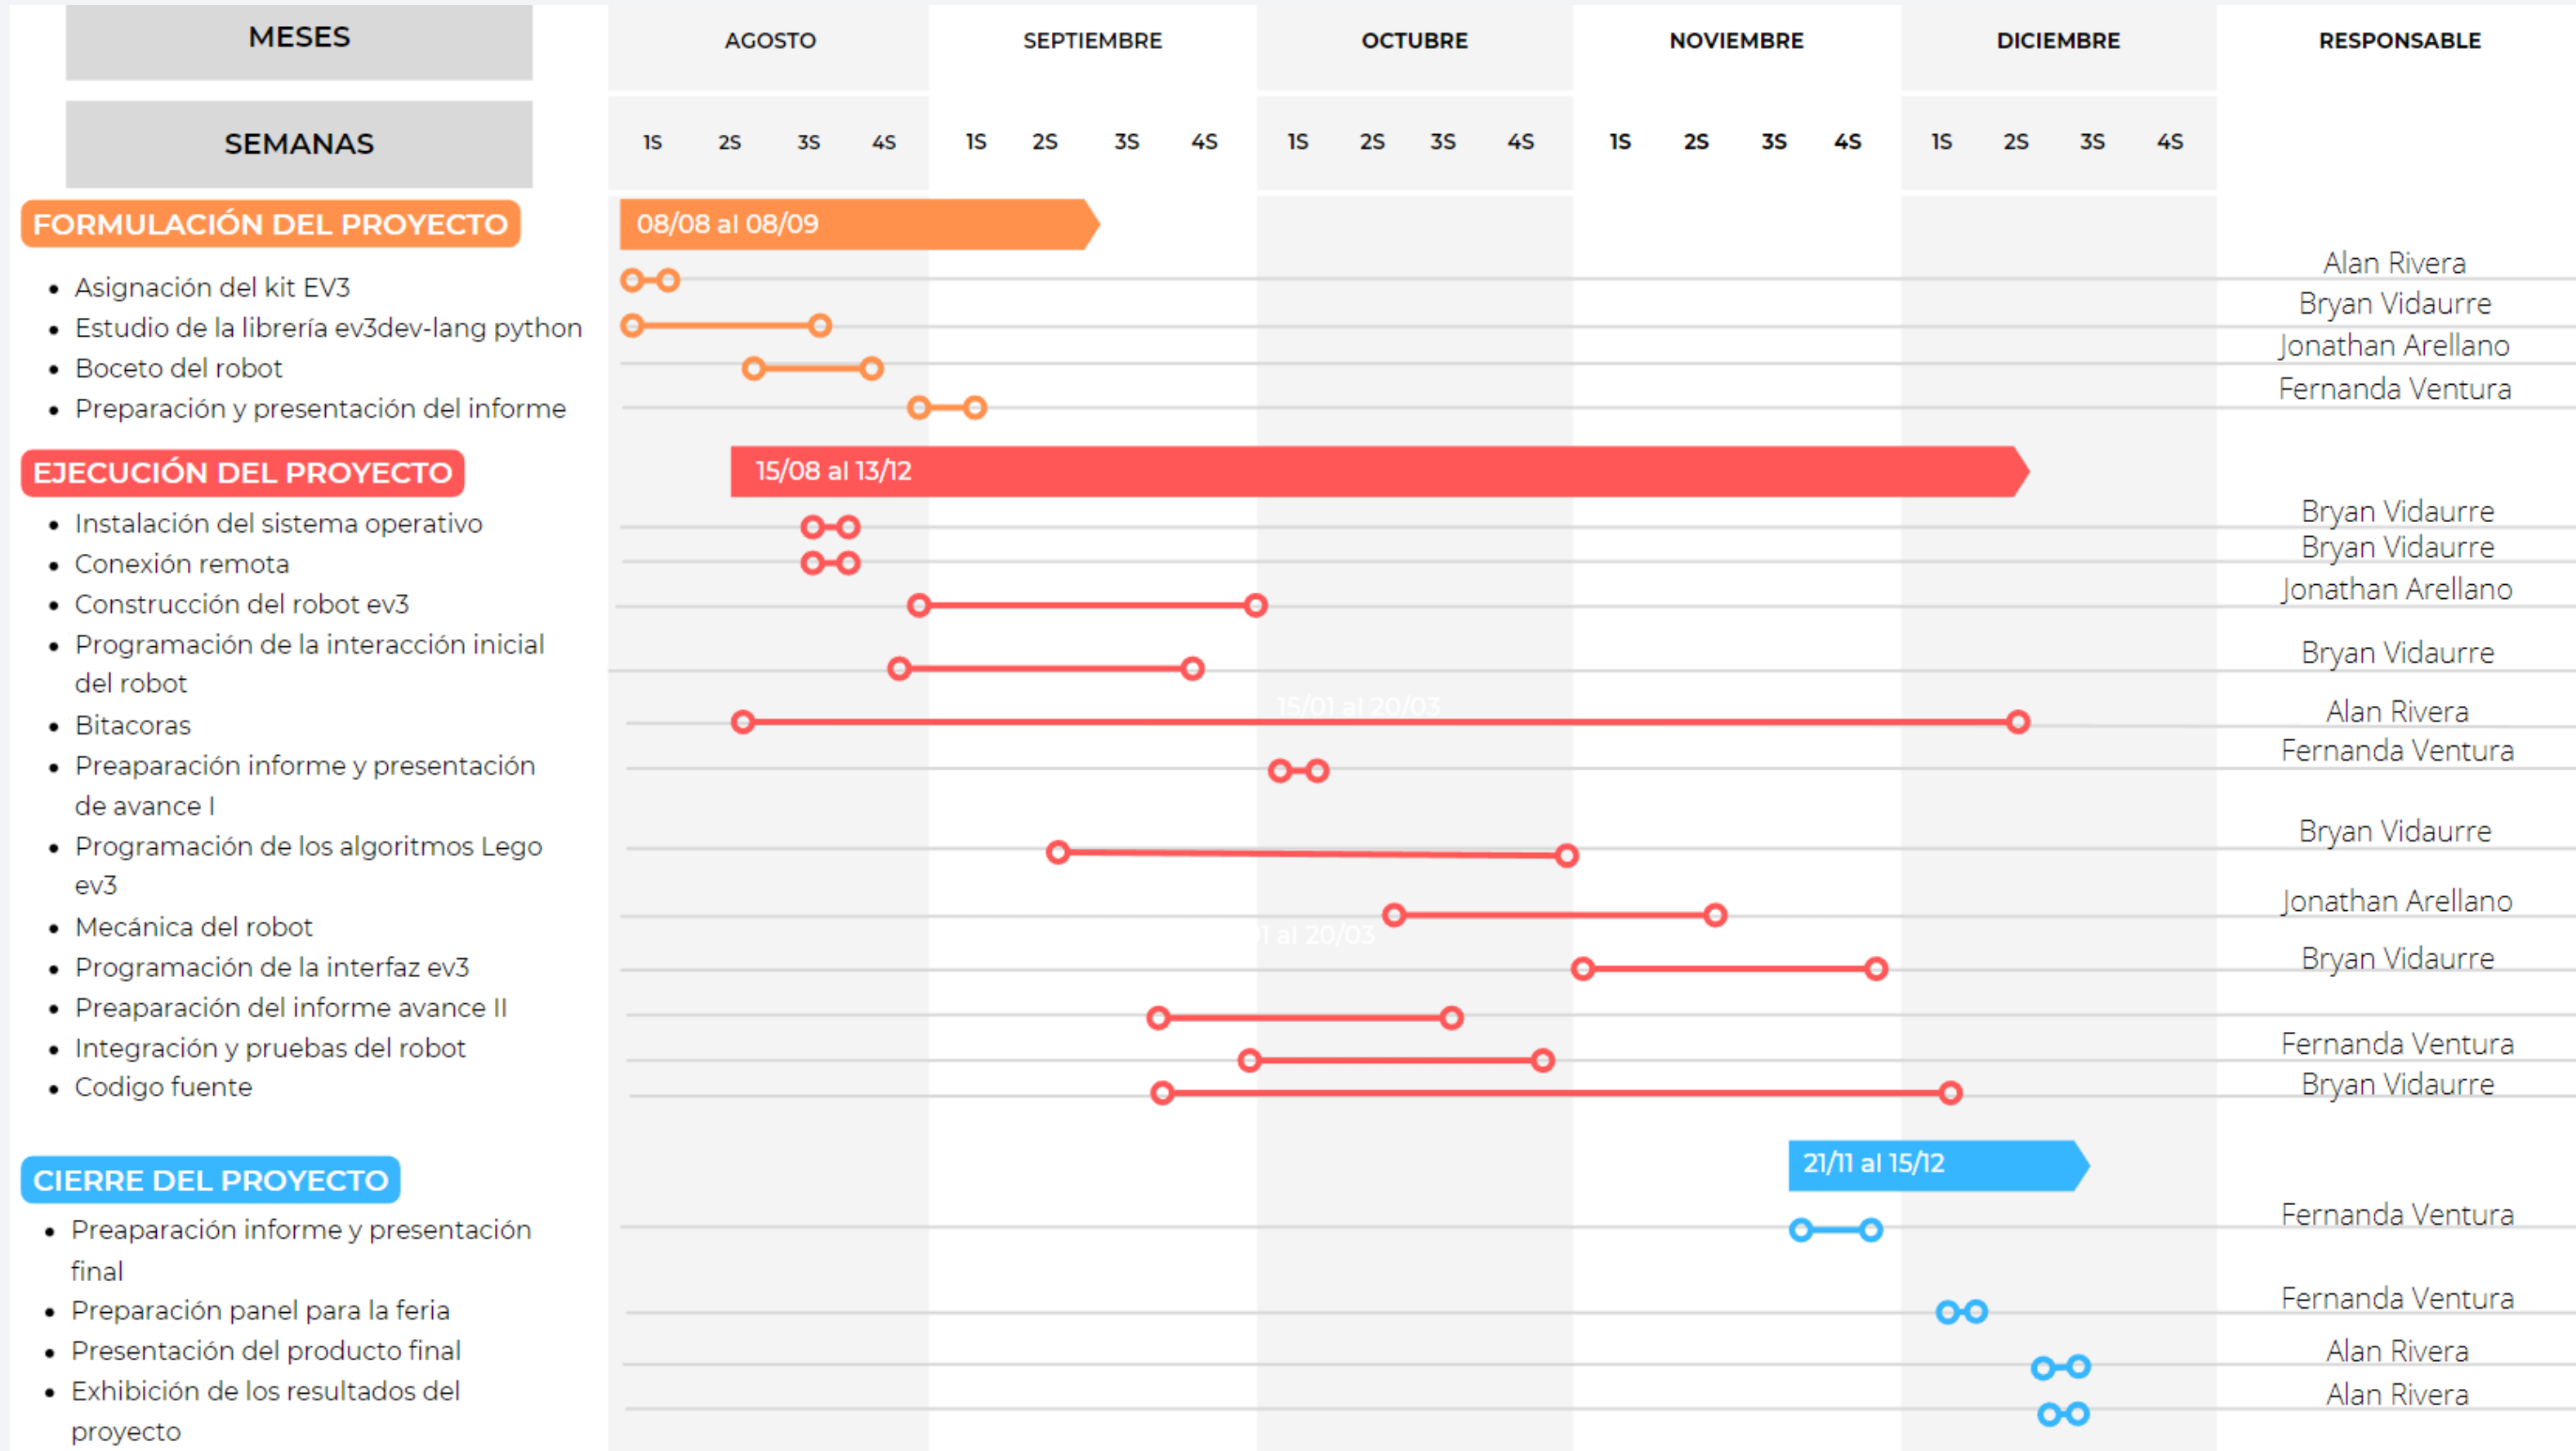 MESES
AGOSTO
SEPTIEMBRE
OCTUBRE
NOVIEMBRE
DICIEMBRE
RESPONSABLE
SEMANAS
1S 2S 3S 4S
1S 2S 3S 4S
1S 2S 3S 4S
1S 2S 3S 4S
1S 2S 3S 4S
FORMULACIÓN DEL PROYECTO
08/08 al 08/09
Asignación del kit EV3
Alan Rivera
Estudio de la librería ev3dev-lang python
Bryan Vidaurre
Boceto del robot
Jonathan Arellano
Preparación y presentación del informe
Fernanda Ventura
EJECUCIÓN DEL PROYECTO
15/08 al 13/12
Instalación del sistema operativo
Bryan Vidaurre
Conexión remota
Bryan Vidaurre
Construcción del robot ev3
Jonathan Arellano
Programación de la interacción inicial
del robot
Bryan Vidaurre
15/01 al 20/03
Bitacoras
Alan Rivera
Preaparación informe y presentación
de avance I
Fernanda Ventura
Programación de los algoritmos Lego
ev3
Bryan Vidaurre
Mecánica del robot
Jonathan Arellano
1 al 20/03
Programación de la interfaz ev3
Bryan Vidaurre
Preaparación del informe avance II
Integración y pruebas del robot
Fernanda Ventura
Codigo fuente
Bryan Vidaurre
CIERRE DEL PROYECTO
21/11 al 15/12
Preaparación informe y presentación
final
Fernanda Ventura
Preparación panel para la feria
Fernanda Ventura
Presentación del producto final
Alan Rivera
Exhibición de los resultados del
proyecto
Alan Rivera